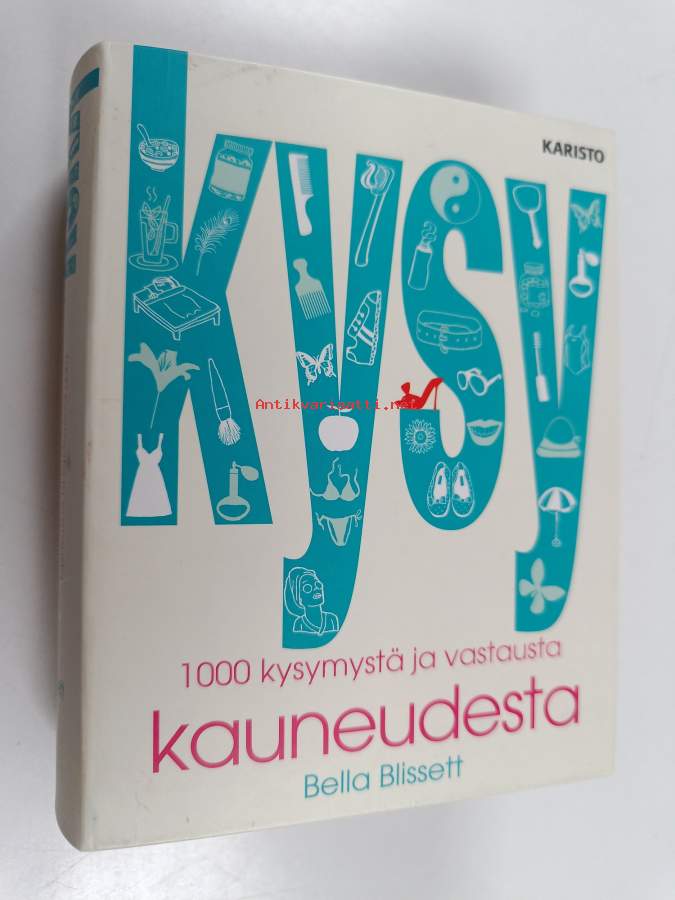 KARISTO
kysy
Antikvariaatti.net
1000 kysymystä ja vastausta
kauneudesta
Bella Blissett